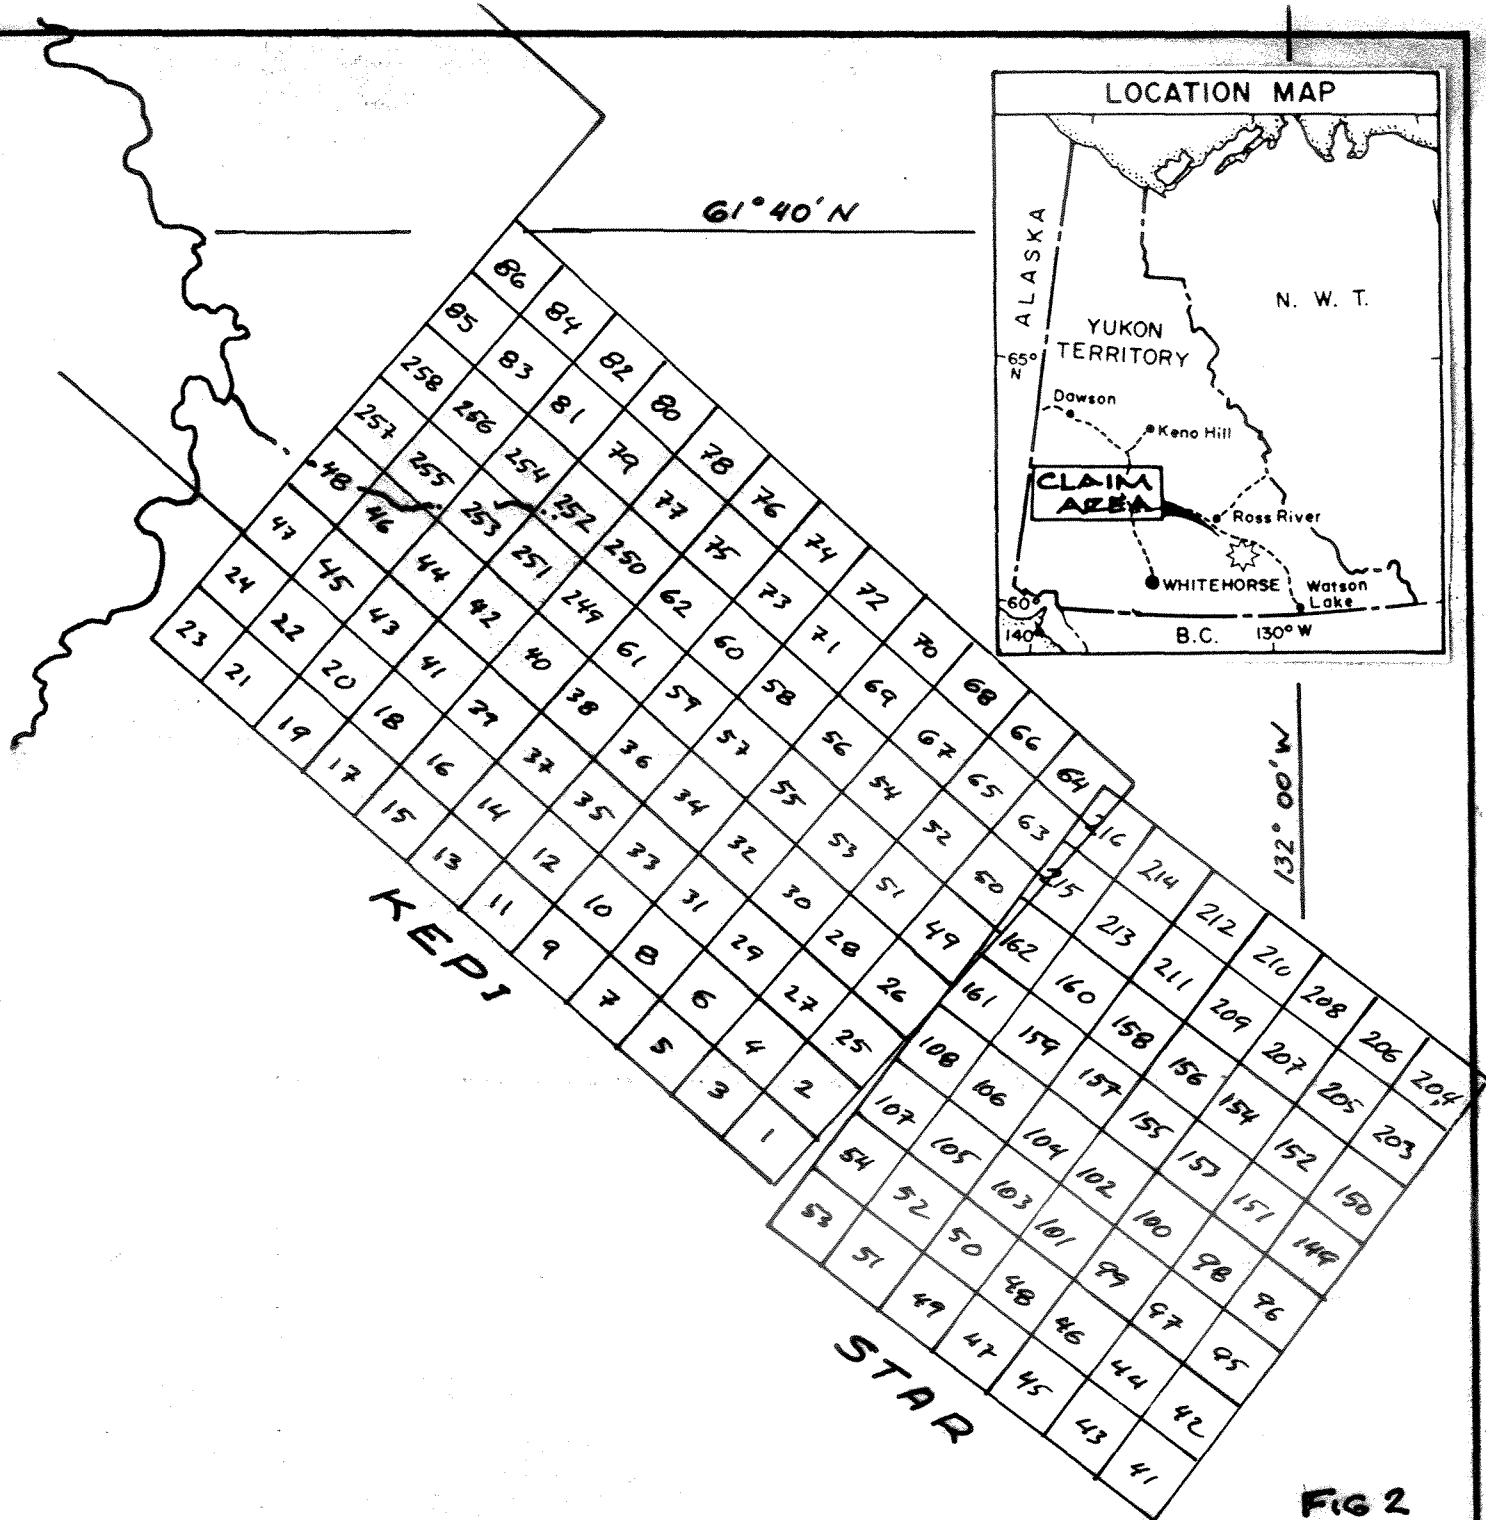 LOCATION MAP
61° 40' N
ALASKA
N. W. T.
YUKON
TERRITORY
65°
N
Dawson
Keno Hill
CLAIM
AREA
Ross River
WHITEHORSE
Watson
Lake
60°
140°
B.C.
130° W
132° 00' W
86 84 82 80 78 76 74 72 70 68 66 64
85 83 81 79 77 75 73 71 69 67 65 63
258 256 254 252 250 62 60 58 56 54 52 50
257 255 253 251 249 61 59 57 55 53 51 49
48 46 44 42 40 38 36 34 32 30 28 26
47 45 43 41 39 37 35 33 31 29 27 25
24 22 20 18 16 14 12 10 8 6 4 2
23 21 19 17 15 13 11 9 7 5 3 1
KEPI
216 214 212 210 208 206 204
215 213 211 209 207 205 203
162 160 158 156 154 152 150
161 159 157 155 153 151 149
108 106 104 102 100 98 96
107 105 103 101 99 97 95
54 52 50 48 46 44 42
53 51 49 47 45 43 41
STAR
FIG 2